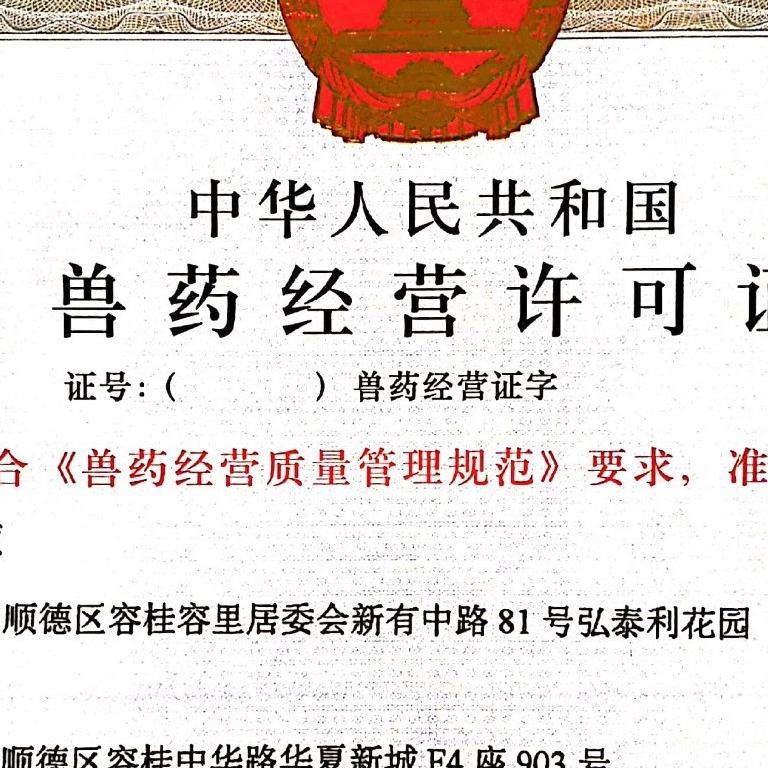 中华人民共和国
兽药经营许可证
证号：（ ）兽药经营证字
合《兽药经营质量管理规范》要求，准
顺德区容桂容里居委会新有中路 81 号弘泰利花园
顺德区容桂中华路华夏新城 F4 座 903 号